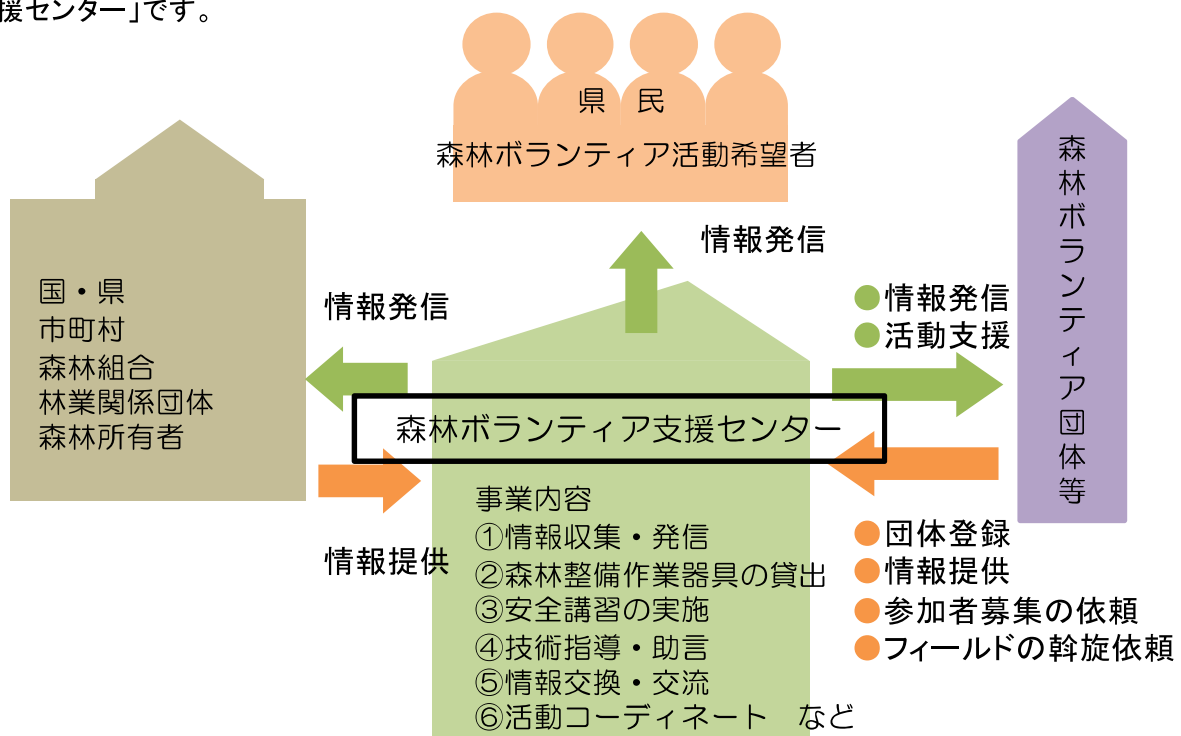 援センター」です。
県 民
森林ボランティア活動希望者
情報発信
国・県
市町村
森林組合
林業関係団体
森林所有者
情報発信
情報提供
森林ボランティア支援センター
事業内容
①情報収集・発信
②森林整備作業器具の貸出
③安全講習の実施
④技術指導・助言
⑤情報交換・交流
⑥活動コーディネート など
●情報発信
●活動支援
●団体登録
●情報提供
●参加者募集の依頼
●フィールドの斡旋依頼
森林ボランティア団体等